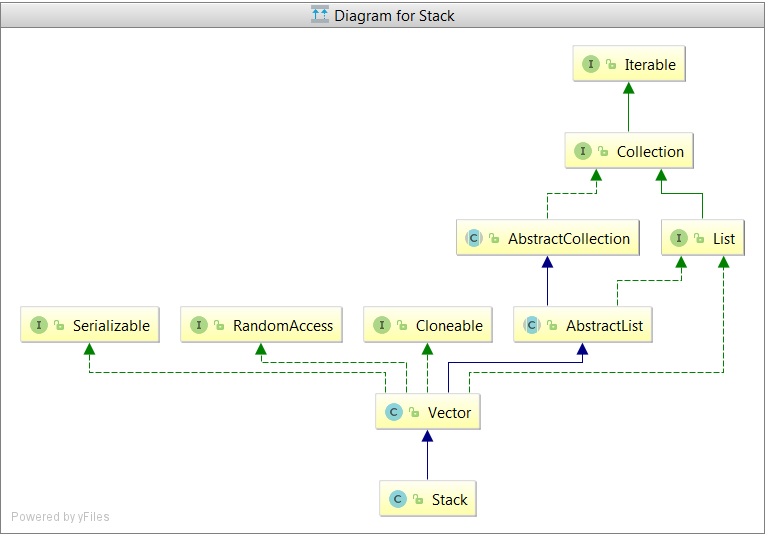 Diagram for Stack
I Iterable
I Collection
C AbstractCollection
I List
I Serializable
I RandomAccess
I Cloneable
C AbstractList
C Vector
C Stack
Powered by yFiles